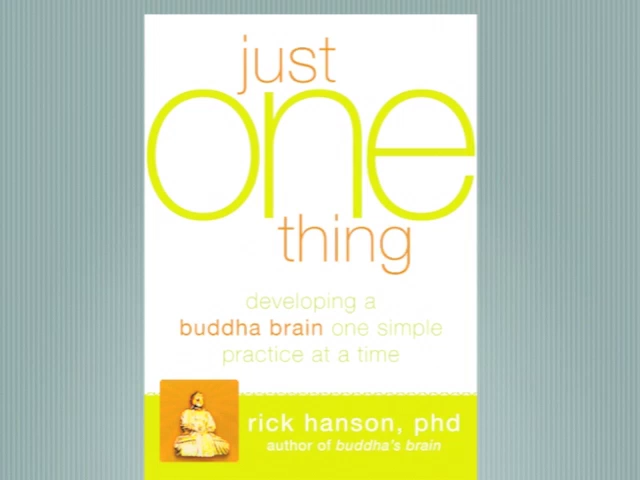 just
one
thing
developing a
buddha brain one simple
practice at a time
rick hanson, phd
author of buddha's brain